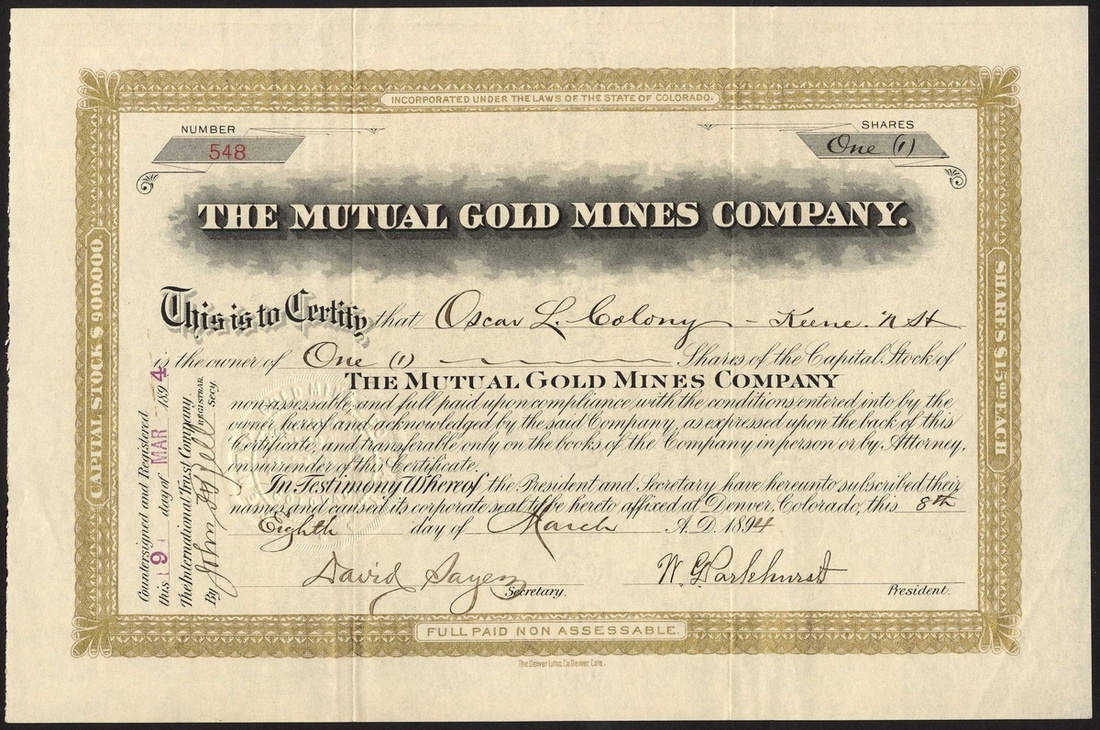 INCORPORATED UNDER THE LAWS OF THE STATE OF COLORADO.
NUMBER
548
SHARES
One (1)
THE MUTUAL GOLD MINES COMPANY.
CAPITAL STOCK $900.000
SHARES $1.500 EACH
This is to Certify that Oscar L. Colony - Keene. N H
is the owner of One (1) Shares of the Capital Stock of
THE MUTUAL GOLD MINES COMPANY
non-assessable, and full paid upon compliance with the conditions entered into by the
owner hereof and acknowledged by the said Company, as expressed upon the back of this
Certificate, and transferable only on the books of the Company in person or by Attorney,
on surrender of this Certificate.
In Testimony Whereof the President and Secretary have hereunto subscribed their
names and caused its corporate seal to be hereto affixed at Denver, Colorado, this 8th
Eighth day of March A.D. 1894
David Secretary.
W. G. Parkhurst President.
Countersigned and Registered
this 9 day of MAR 1894
The International Trust Company,
REGISTRAR.
By John Secy.
FULL PAID NON ASSESSABLE.
The Denver Litho. Co Denver, Colo.